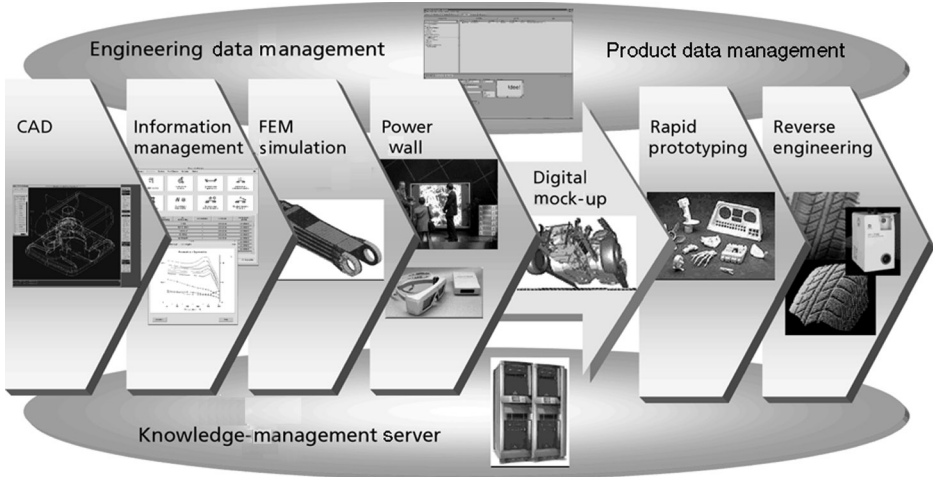 Engineering data management
Product data management
CAD
Information
management
FEM
simulation
Power
wall
Digital
mock-up
Rapid
prototyping
Reverse
engineering
Knowledge-management server